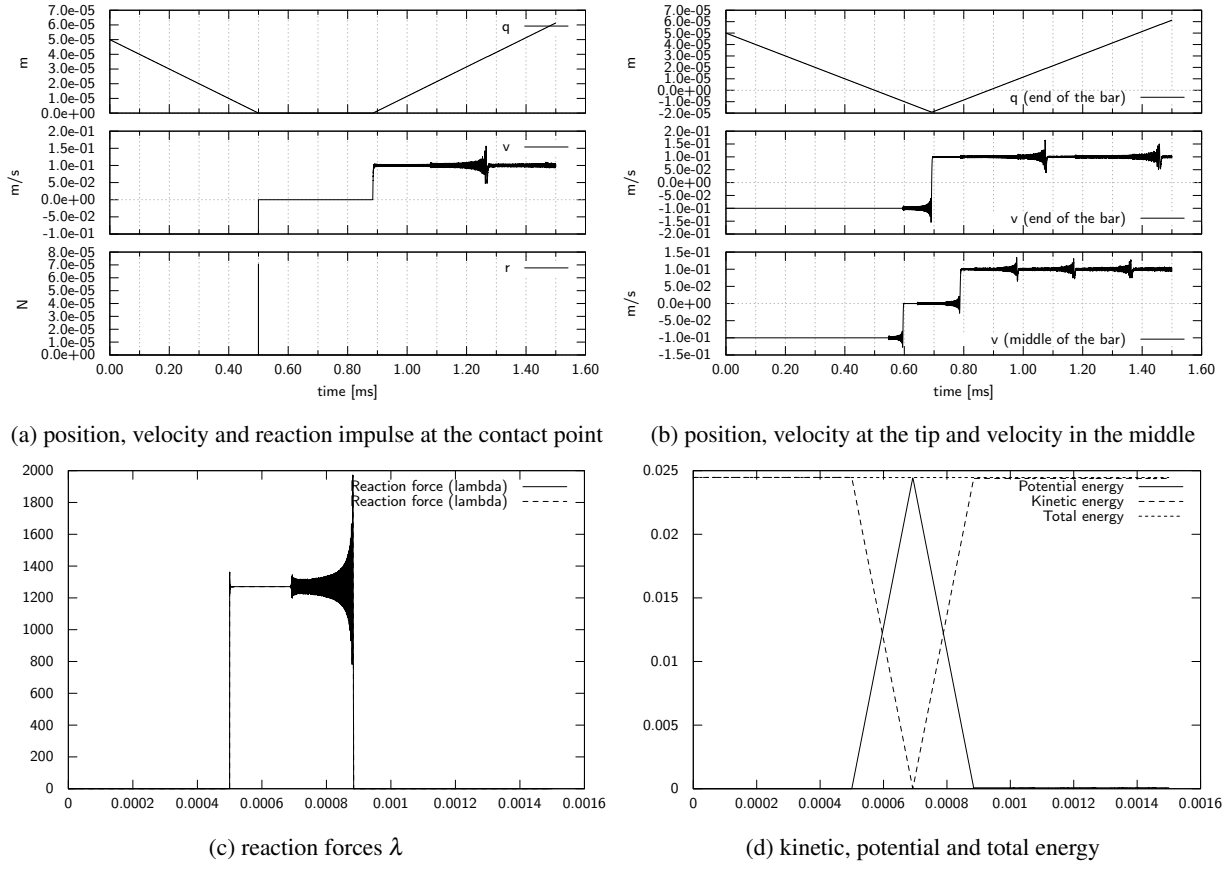 7.0e-05
6.0e-05
5.0e-05
4.0e-05
3.0e-05
2.0e-05
1.0e-05
0.0e+00
m
q
2.0e-01
1.5e-01
1.0e-01
5.0e-02
0.0e+00
-5.0e-02
-1.0e-01
m/s
v
8.0e-05
7.0e-05
6.0e-05
5.0e-05
4.0e-05
3.0e-05
2.0e-05
1.0e-05
0.0e+00
N
r
0.00 0.20 0.40 0.60 0.80 1.00 1.20 1.40 1.60
time [ms]
7.0e-05
6.0e-05
5.0e-05
4.0e-05
3.0e-05
2.0e-05
1.0e-05
0.0e+00
-1.0e-05
-2.0e-05
m
q (end of the bar)
2.0e-01
1.5e-01
1.0e-01
5.0e-02
0.0e+00
-5.0e-02
-1.0e-01
-1.5e-01
-2.0e-01
m/s
v (end of the bar)
1.5e-01
1.0e-01
5.0e-02
0.0e+00
-5.0e-02
-1.0e-01
-1.5e-01
m/s
v (middle of the bar)
0.00 0.20 0.40 0.60 0.80 1.00 1.20 1.40 1.60
time [ms]
(a) position, velocity and reaction impulse at the contact point
(b) position, velocity at the tip and velocity in the middle
2000
1800
1600
1400
1200
1000
800
600
400
200
0
Reaction force (lambda)
Reaction force (lambda)
0 0.0002 0.0004 0.0006 0.0008 0.001 0.0012 0.0014 0.0016
0.025
0.02
0.015
0.01
0.005
0
Potential energy
Kinetic energy
Total energy
0 0.0002 0.0004 0.0006 0.0008 0.001 0.0012 0.0014 0.0016
(c) reaction forces λ
(d) kinetic, potential and total energy